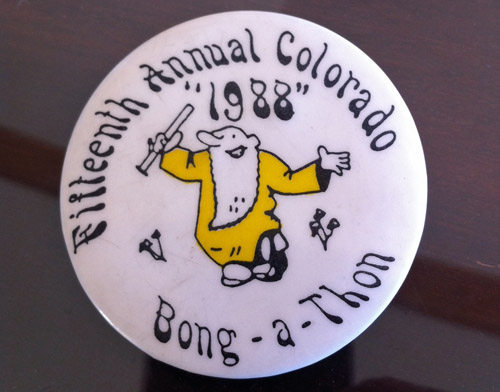 Fifteenth Annual Colorado
"1988"
Bong-a-Thon